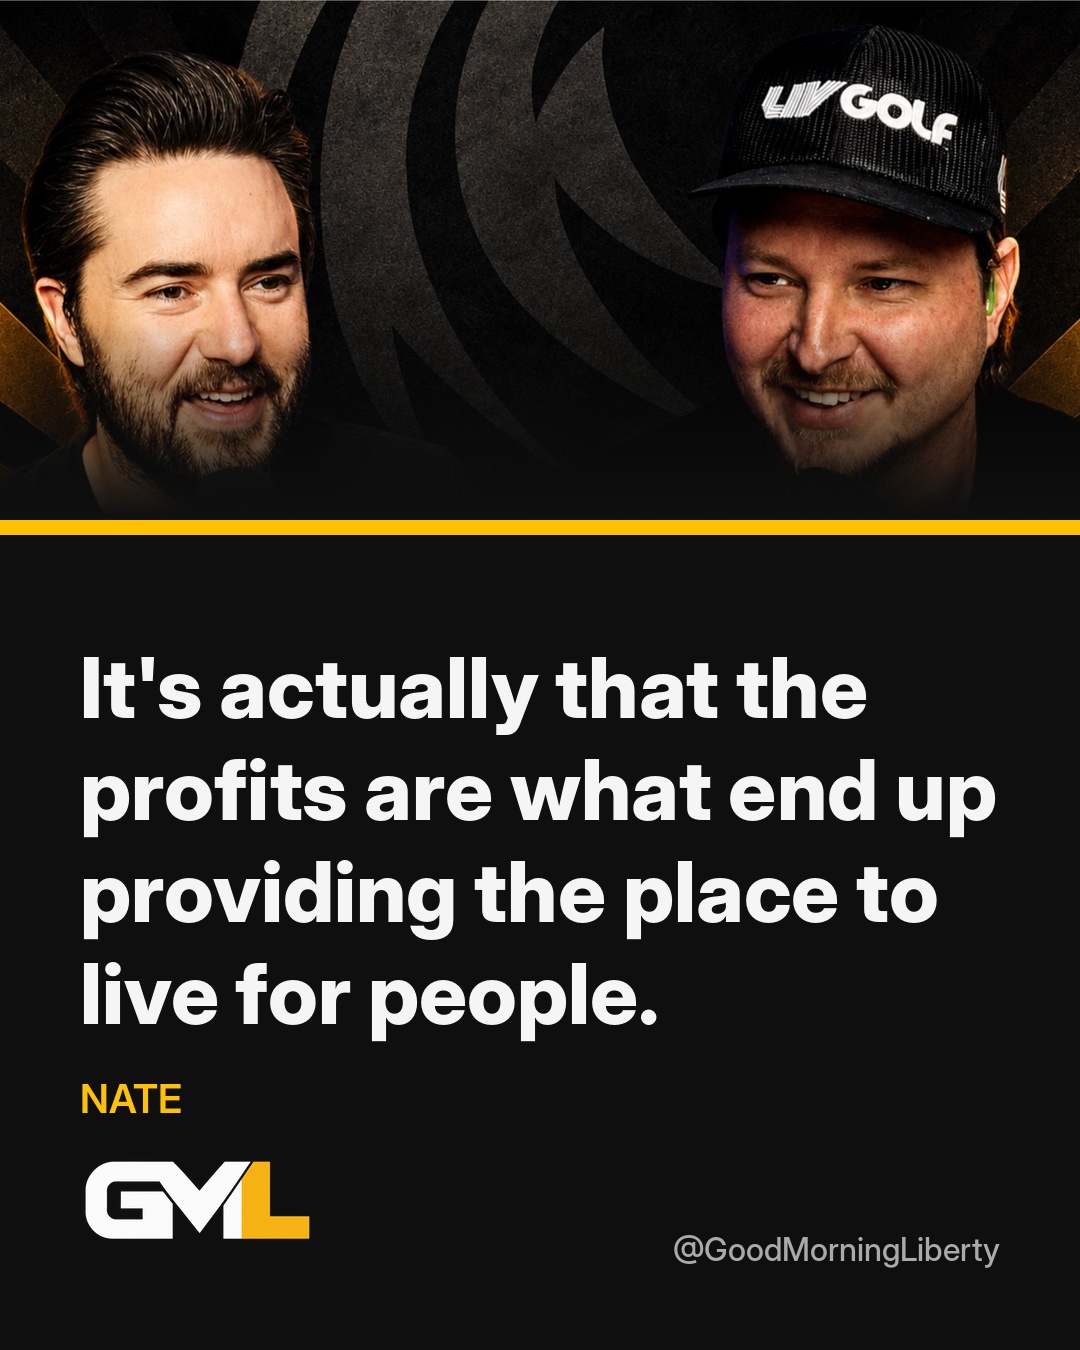 LIV GOLF
It's actually that the
profits are what end up
providing the place to
live for people.
NATE
GML
@GoodMorningLiberty